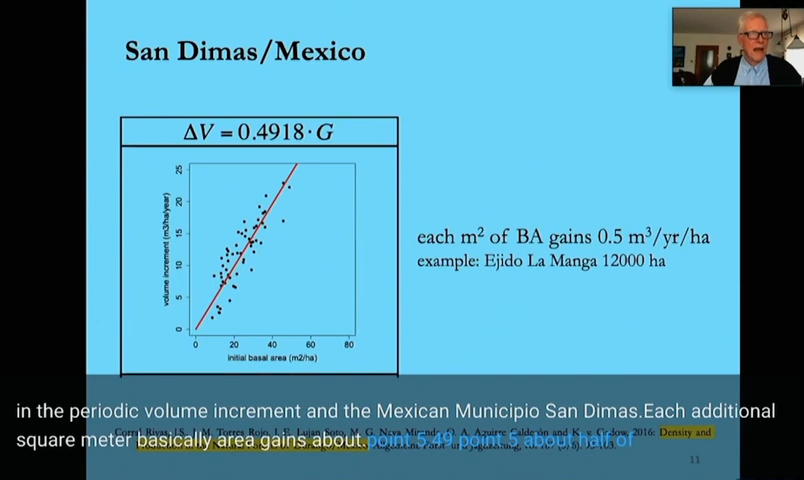 San Dimas/Mexico
ΔV = 0.4918·G
volume increment (m3/ha/year)
25
20
15
10
5
0
0 20 40 60 80
initial basal area (m2/ha)
each m² of BA gains 0.5 m³/yr/ha
example: Ejido La Manga 12000 ha
in the periodic volume increment and the Mexican Municipio San Dimas.Each additional
square meter basically area gains about point 5.49 point 5 about half of
2016: Density and
11